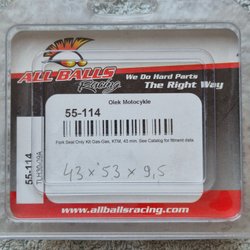 ALL BALLS
Racing
We Do Hard Parts
The Right Way
Olek Motocykle
55-114
Fork Seal Only Kit Gas-Gas, KTM, 43 mm. See Catalog for fitment data
43 x 53 x 9,5
55-114
www.allballsracing.com